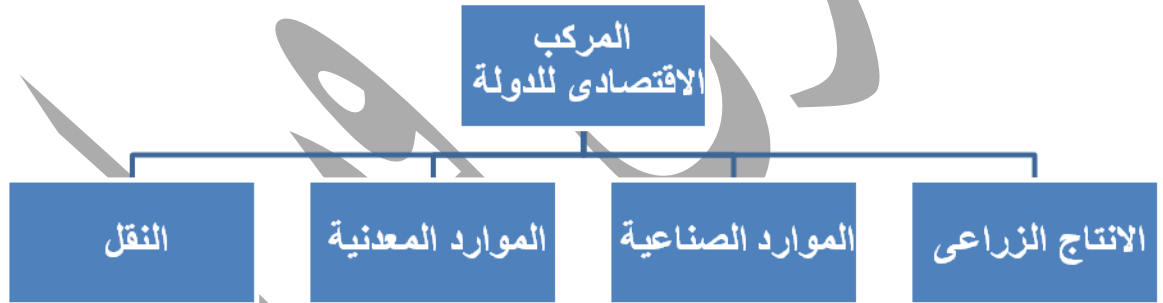 المركب
الاقتصادى للدولة
الانتاج الزراعى
الموارد الصناعية
الموارد المعدنية
النقل